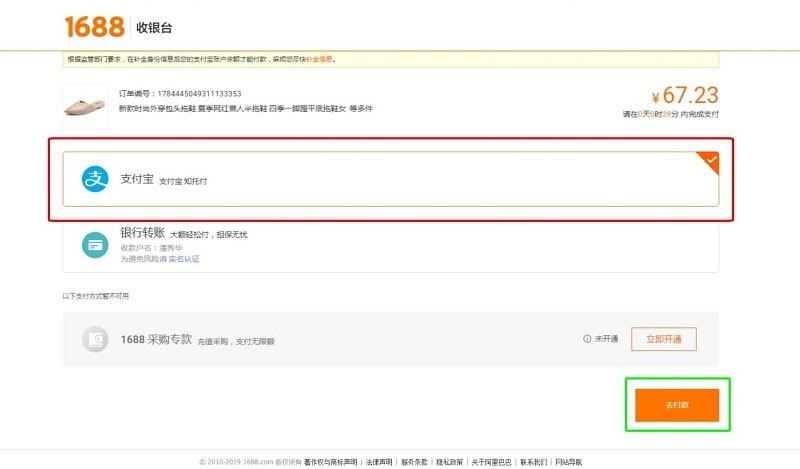 1688 收银台
根据监管部门要求，在补全身份信息后您的支付宝账户余额才能付款，麻烦您尽快补全信息。
订单编号：1784445049311133353
新款时尚外穿包头拖鞋 夏季网红懒人半拖鞋 四季一脚蹬平底拖鞋女 等多件
¥67.23
请在0天0时29分 内完成支付
支付宝 支付宝 知托付
银行转账 大额轻松付，担保无忧
收款户名：潘秀华
为避免风险请 实名认证
以下支付方式暂不可用
1688 采购专款 充值采购，支付无限额
未开通 立即开通
去付款
© 2010-2019 1688.com 版权所有 著作权与商标声明 | 法律声明 | 服务条款 | 隐私政策 | 关于阿里巴巴 | 联系我们 | 网站导航